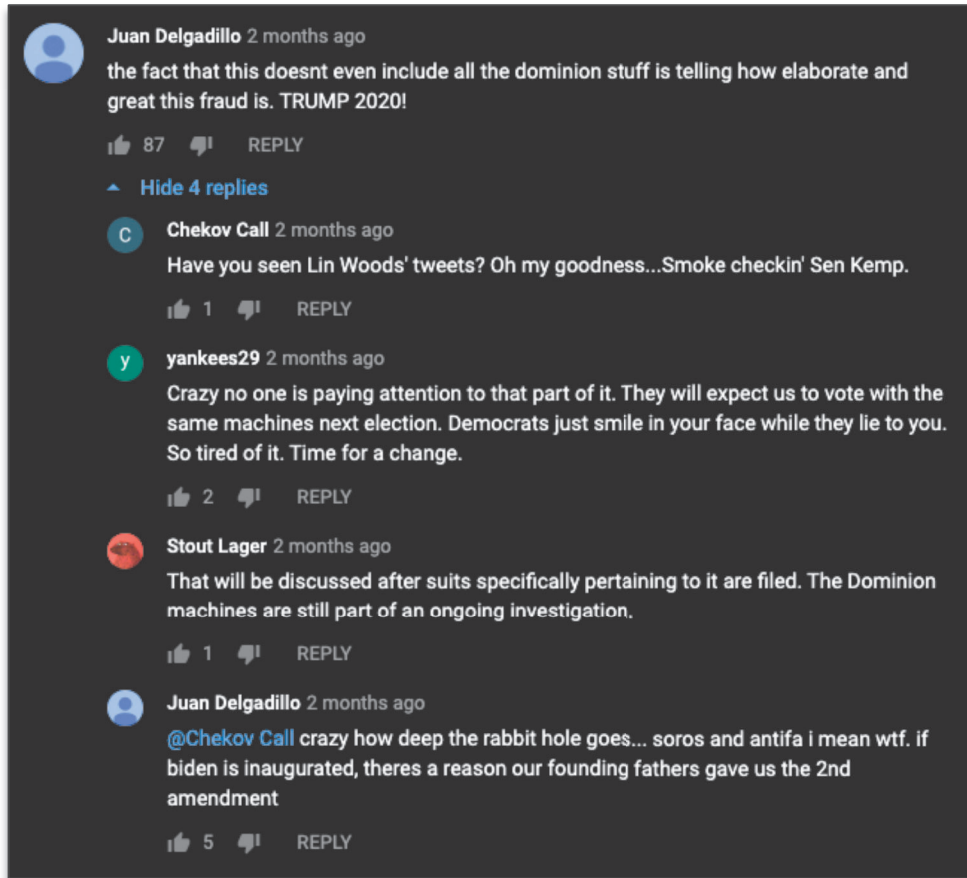 Juan Delgadillo 2 months ago
the fact that this doesnt even include all the dominion stuff is telling how elaborate and
great this fraud is. TRUMP 2020!
87 REPLY
Hide 4 replies
C
Chekov Call 2 months ago
Have you seen Lin Woods' tweets? Oh my goodness...Smoke checkin' Sen Kemp.
1 REPLY
y
yankees29 2 months ago
Crazy no one is paying attention to that part of it. They will expect us to vote with the
same machines next election. Democrats just smile in your face while they lie to you.
So tired of it. Time for a change.
2 REPLY
Stout Lager 2 months ago
That will be discussed after suits specifically pertaining to it are filed. The Dominion
machines are still part of an ongoing investigation.
1 REPLY
Juan Delgadillo 2 months ago
@Chekov Call crazy how deep the rabbit hole goes... soros and antifa i mean wtf. if
biden is inaugurated, theres a reason our founding fathers gave us the 2nd
amendment
5 REPLY